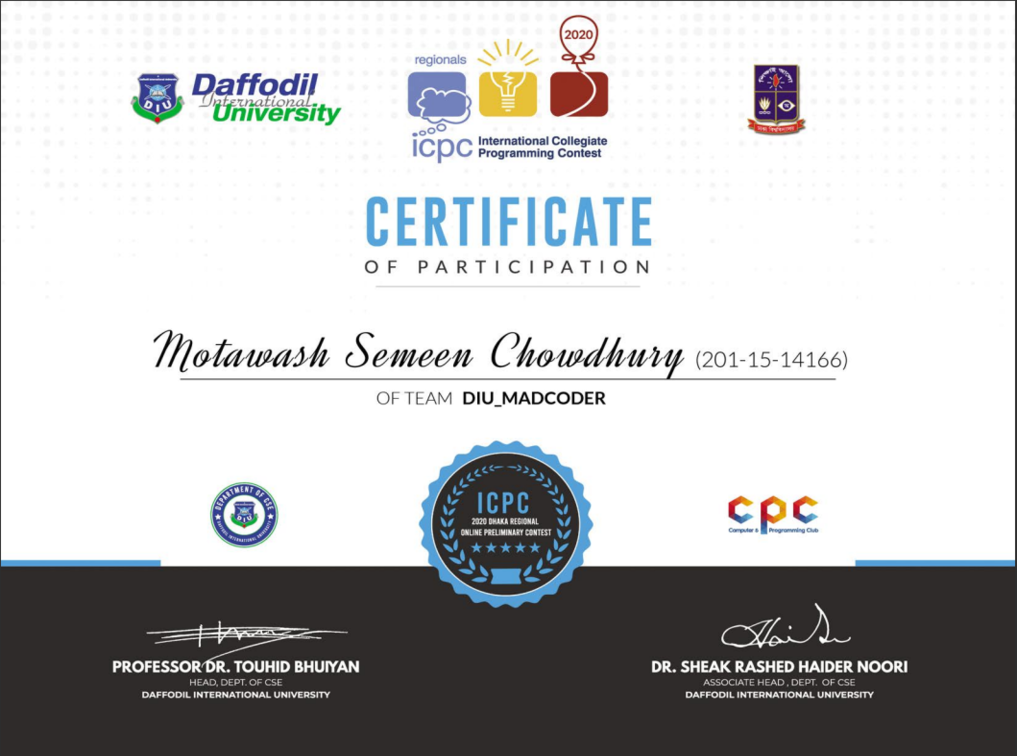 DIU
Daffodil
International
University
regionals
2020
icpc
International Collegiate
Programming Contest
CERTIFICATE
OF PARTICIPATION
Motawash Semeen Chowdhury (201-15-14166)
OF TEAM DIU_MADCODER
DEPARTMENT OF CSE
DIU
DAFFODIL INTERNATIONAL UNIVERSITY
ICPC
2020 DHAKA REGIONAL
ONLINE PRELIMINARY CONTEST
cpc
Computer & Programming Club
PROFESSOR DR. TOUHID BHUIYAN
HEAD, DEPT. OF CSE
DAFFODIL INTERNATIONAL UNIVERSITY
DR. SHEAK RASHED HAIDER NOORI
ASSOCIATE HEAD , DEPT. OF CSE
DAFFODIL INTERNATIONAL UNIVERSITY